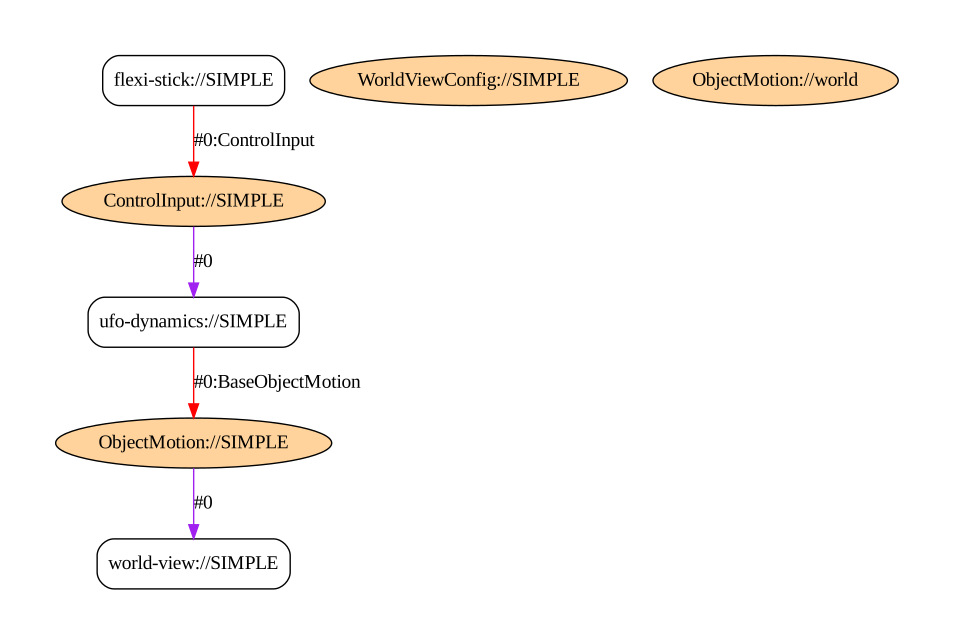 flexi-stick://SIMPLE
WorldViewConfig://SIMPLE
ObjectMotion://world
#0:ControlInput
ControlInput://SIMPLE
#0
ufo-dynamics://SIMPLE
#0:BaseObjectMotion
ObjectMotion://SIMPLE
#0
world-view://SIMPLE